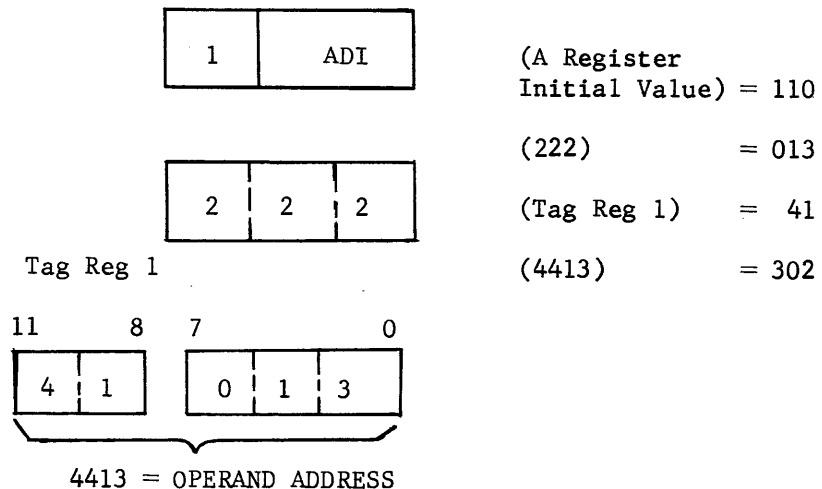 1 ADI
(A Register
Initial Value) = 110
2 2 2
(222) = 013
(Tag Reg 1) = 41
Tag Reg 1
(4413) = 302
11 8 7 0
4 1 0 1 3
4413 = OPERAND ADDRESS